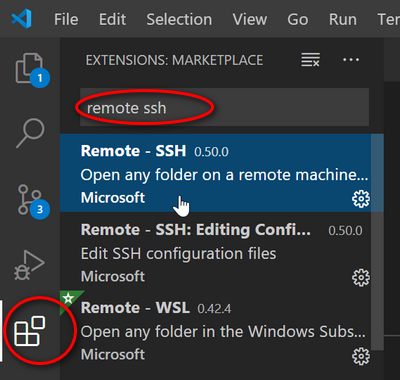 File Edit Selection View Go Run Ter
EXTENSIONS: MARKETPLACE
1
remote ssh
Remote - SSH 0.50.0
Open any folder on a remote machine...
Microsoft
3
Remote - SSH: Editing Confi... 0.50.0
Edit SSH configuration files
Microsoft
Remote - WSL 0.42.4
Open any folder in the Windows Subs...
Microsoft